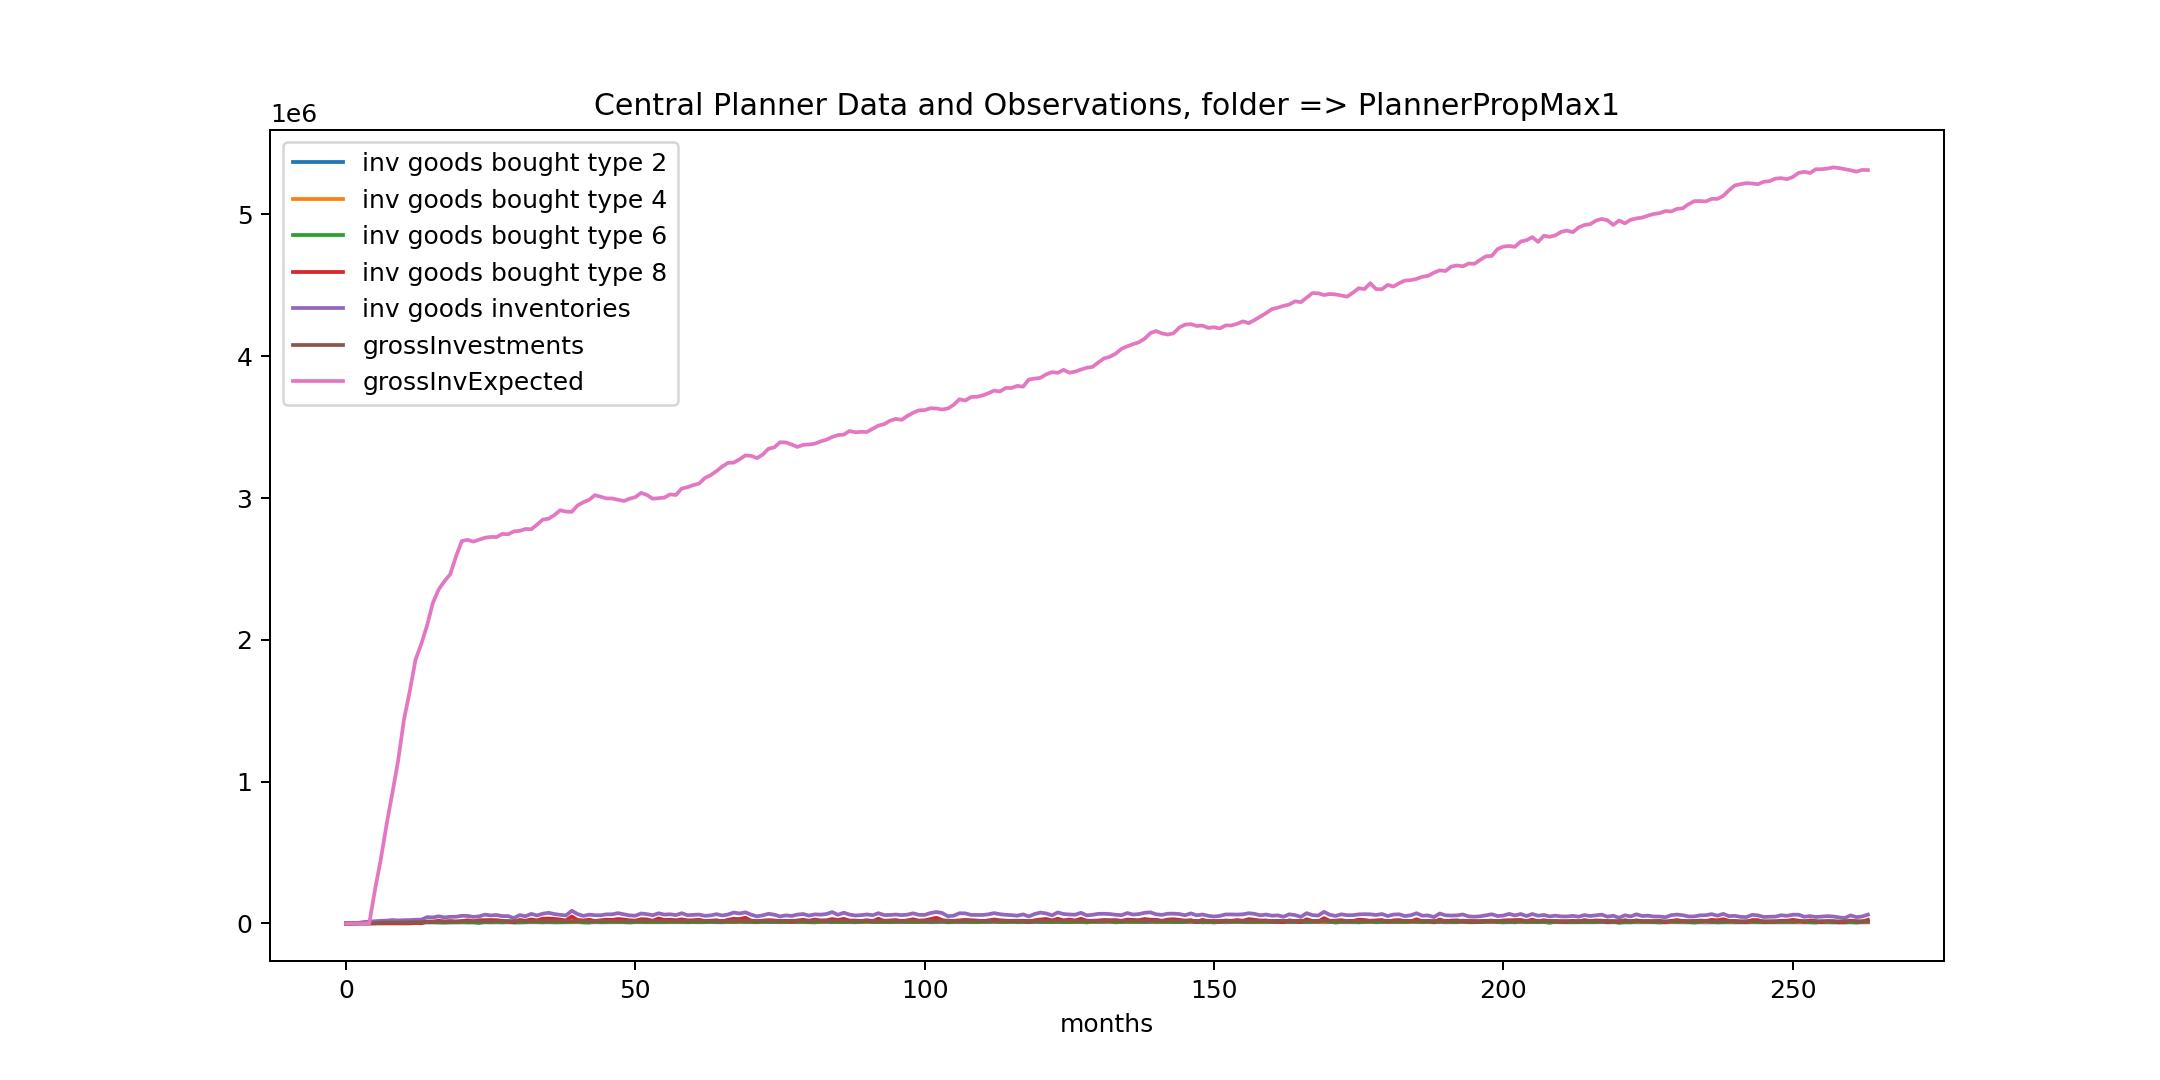 Central Planner Data and Observations, folder => PlannerPropMax1
1e6
inv goods bought type 2
inv goods bought type 4
inv goods bought type 6
inv goods bought type 8
inv goods inventories
grossInvestments
grossInvExpected
5
4
3
2
1
0
0 50 100 150 200 250
months